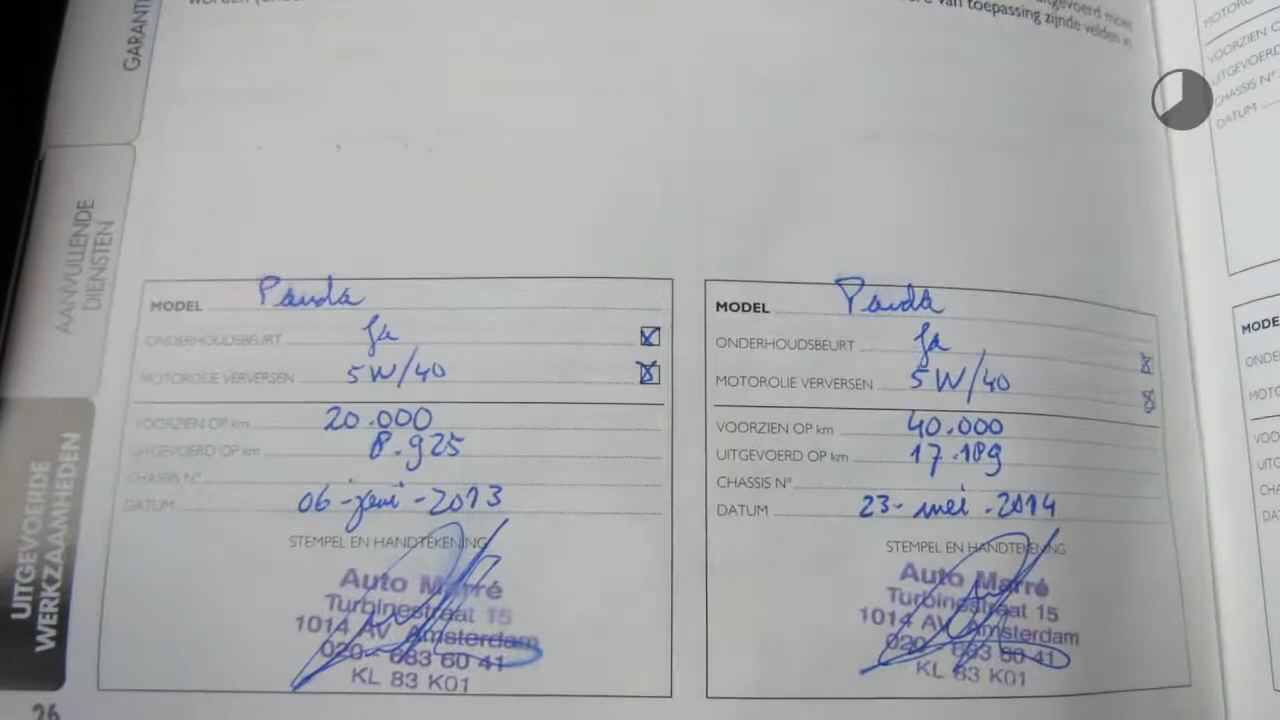 GARANT
AANVULLENDE
DIENSTEN
UITGEVOERDE
WERKZAAMHEDEN
van toepassing zijnde velden in
MODEL Panda
ONDERHOUDSBEURT Ja
MOTOROLIE VERVERSEN 5W/40
VOORZIEN OP km 20.000
UITGEVOERD OP km 8.925
CHASSIS N°
DATUM 06-juni-2013
STEMPEL EN HANDTEKENING
Auto Marré
Turbinestraat 15
1014 AV Amsterdam
020-683 60 41
KL 83 K01
MODEL Panda
ONDERHOUDSBEURT Ja
MOTOROLIE VERVERSEN 5W/40
VOORZIEN OP km 40.000
UITGEVOERD OP km 17.189
CHASSIS N°
DATUM 23-mei-2014
STEMPEL EN HANDTEKENING
Auto Marré
Turbinestraat 15
1014 AV Amsterdam
020-683 60 41
KL 83 K01
CHASSIS N°
DATUM
26